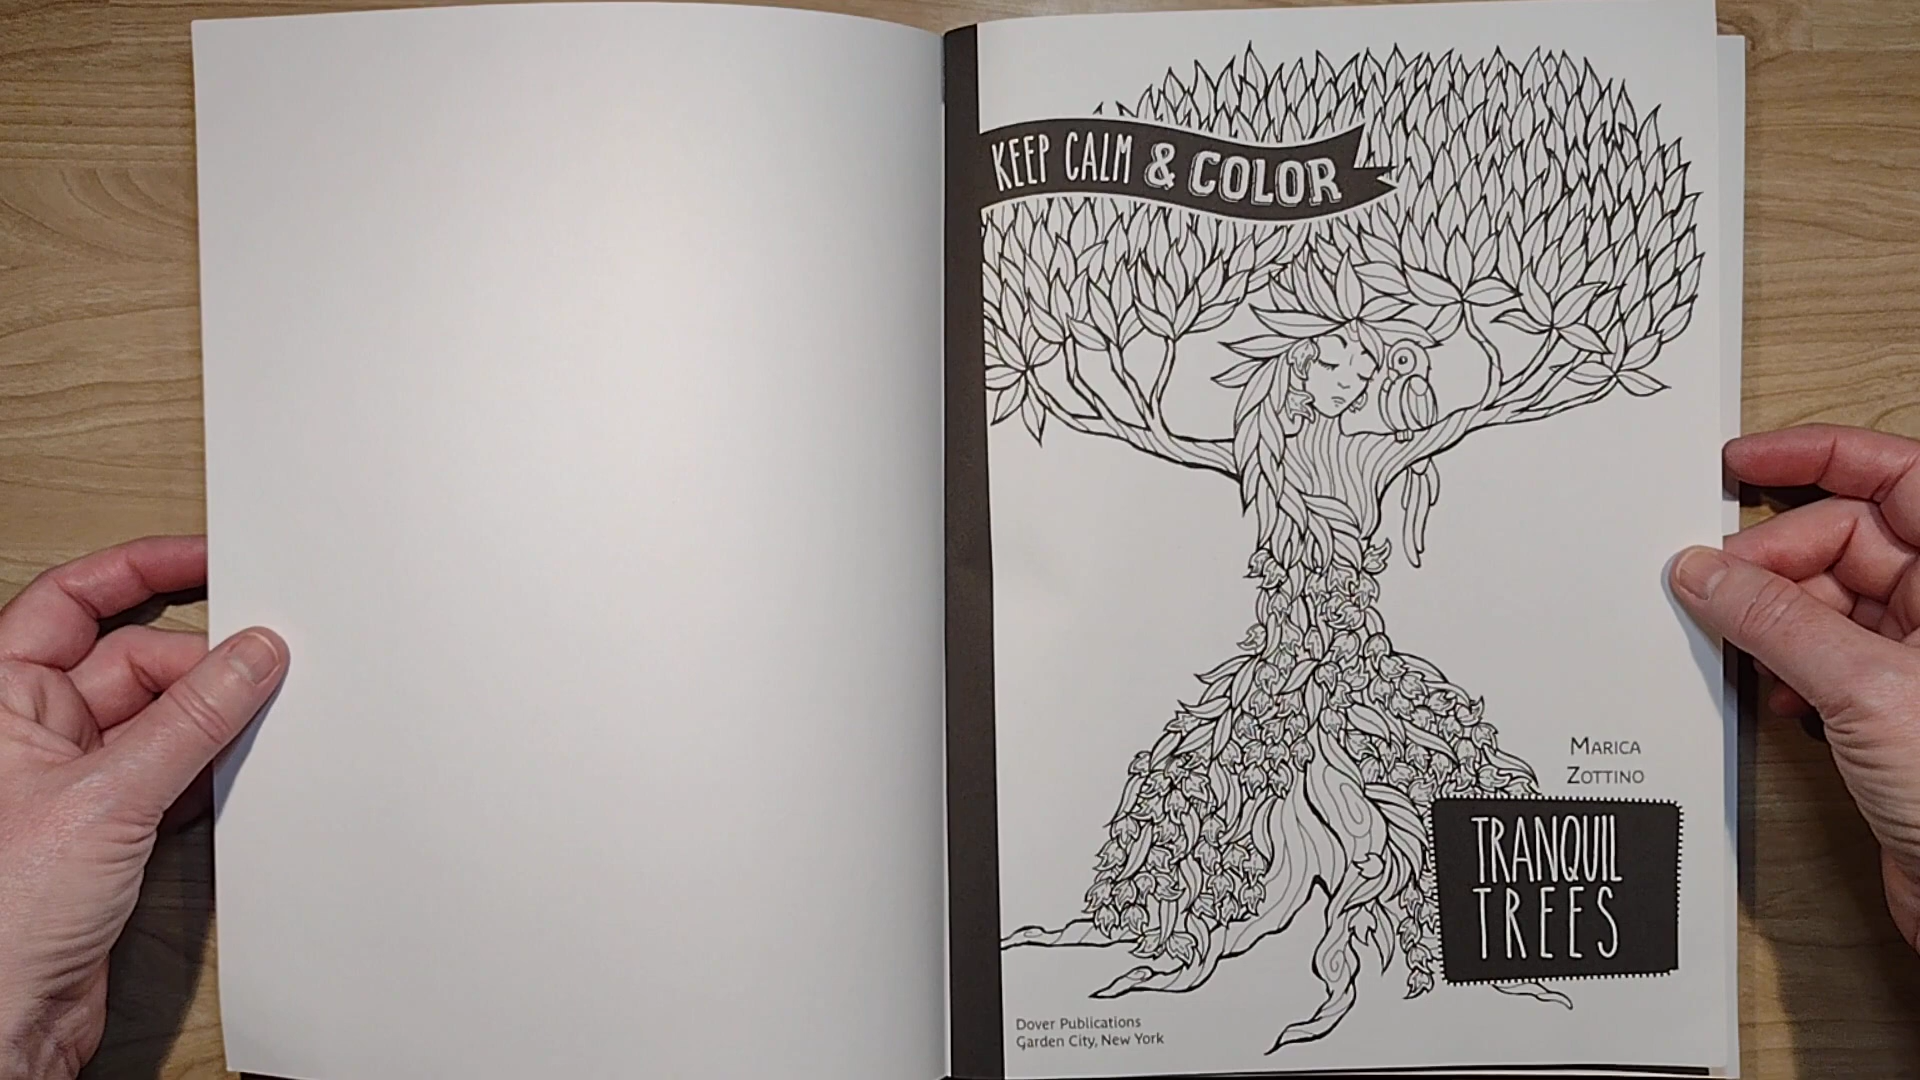 KEEP CALM & COLOR
MARICA
ZOTTINO
TRANQUIL
TREES
Dover Publications
Garden City, New York